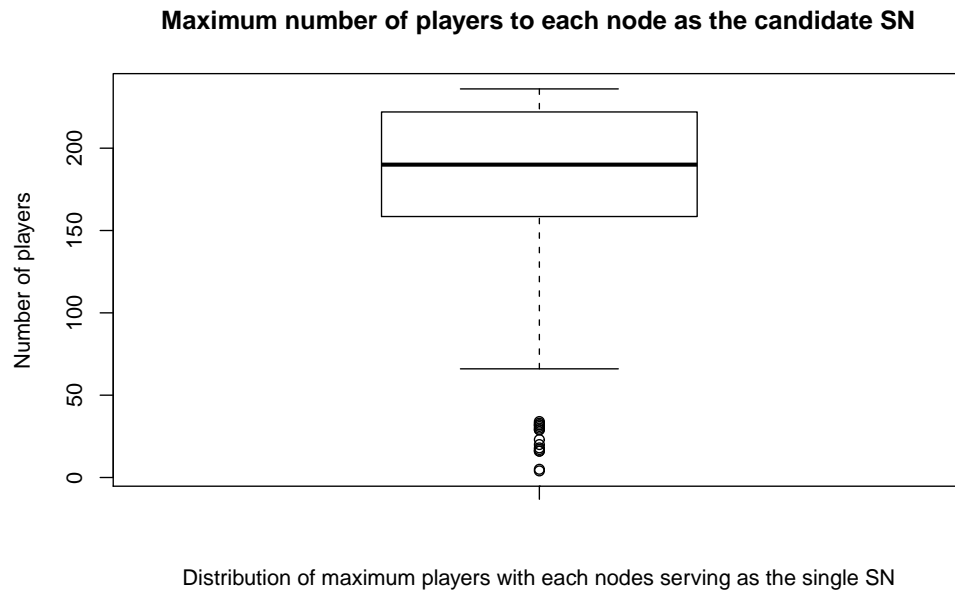 Maximum number of players to each node as the candidate SN
Number of players
200
150
100
50
0
Distribution of maximum players with each nodes serving as the single SN